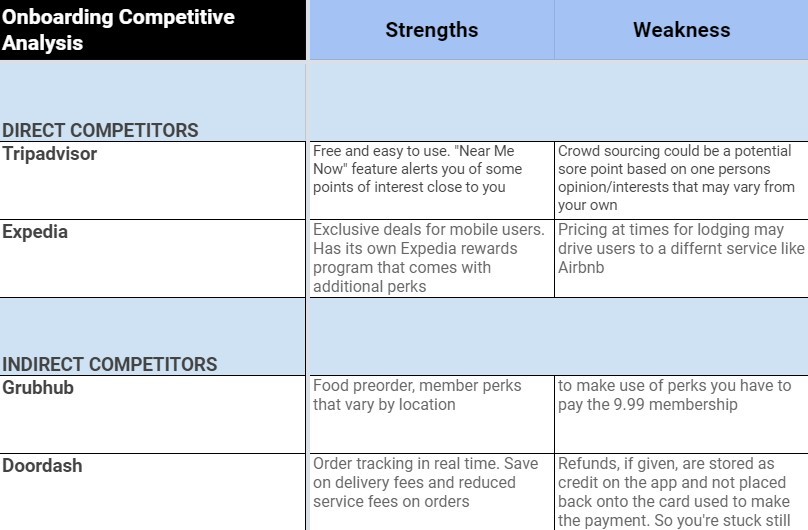 Onboarding Competitive
Analysis
Strengths
Weakness
DIRECT COMPETITORS
Tripadvisor
Free and easy to use. "Near Me
Now" feature alerts you of some
points of interest close to you
Crowd sourcing could be a potential
sore point based on one persons
opinion/interests that may vary from
your own
Expedia
Exclusive deals for mobile users.
Has its own Expedia rewards
program that comes with
additional perks
Pricing at times for lodging may
drive users to a differnt service like
Airbnb
INDIRECT COMPETITORS
Grubhub
Food preorder, member perks
that vary by location
to make use of perks you have to
pay the 9.99 membership
Doordash
Order tracking in real time. Save
on delivery fees and reduced
service fees on orders
Refunds, if given, are stored as
credit on the app and not placed
back onto the card used to make
the payment. So you're stuck still